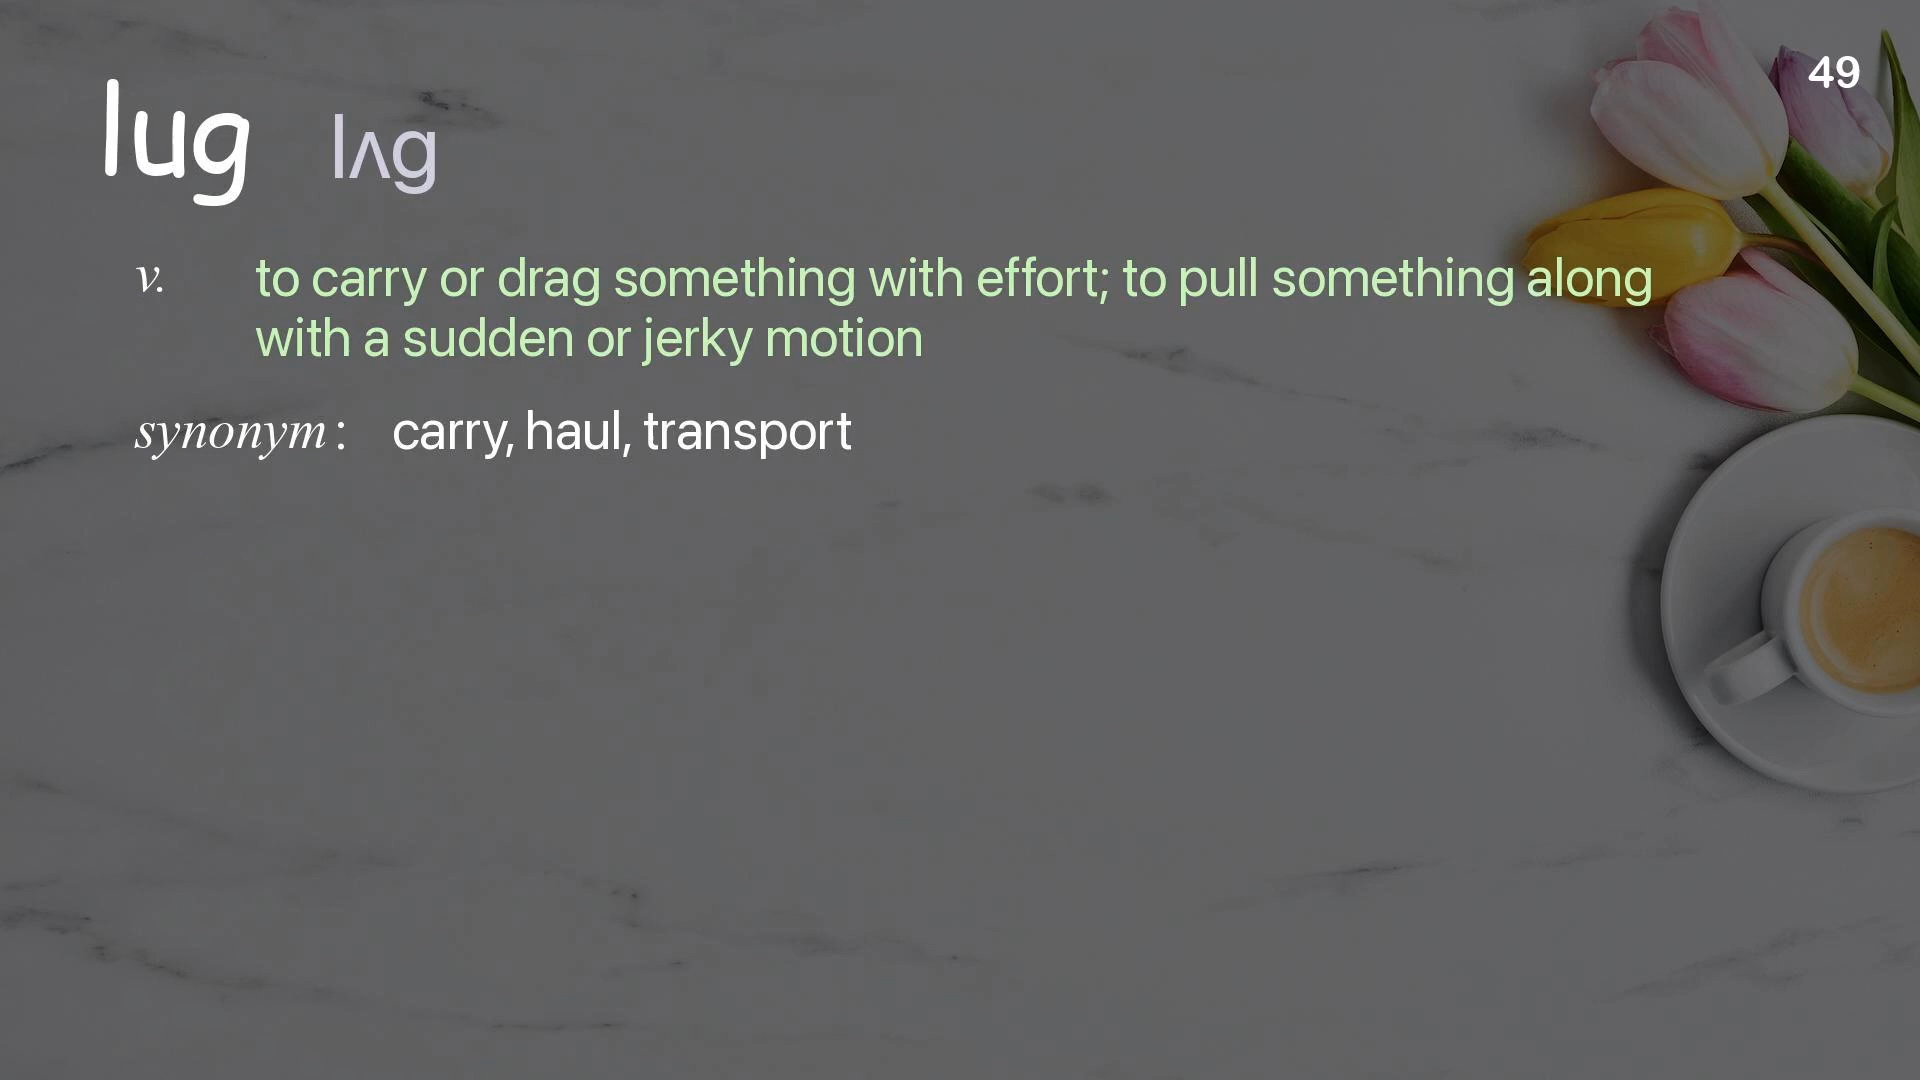 49
lug lʌg
v. to carry or drag something with effort; to pull something along
with a sudden or jerky motion
synonym : carry, haul, transport